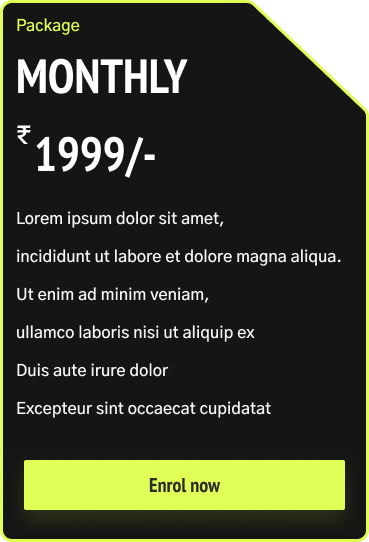 Package
MONTHLY
₹1999/-
Lorem ipsum dolor sit amet,
incididunt ut labore et dolore magna aliqua.
Ut enim ad minim veniam,
ullamco laboris nisi ut aliquip ex
Duis aute irure dolor
Excepteur sint occaecat cupidatat
Enrol now